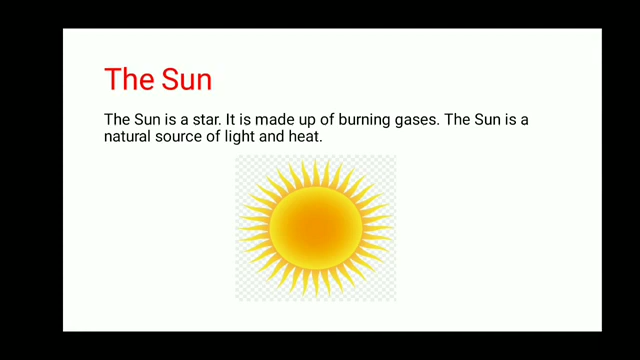 The Sun
The Sun is a star. It is made up of burning gases. The Sun is a
natural source of light and heat.